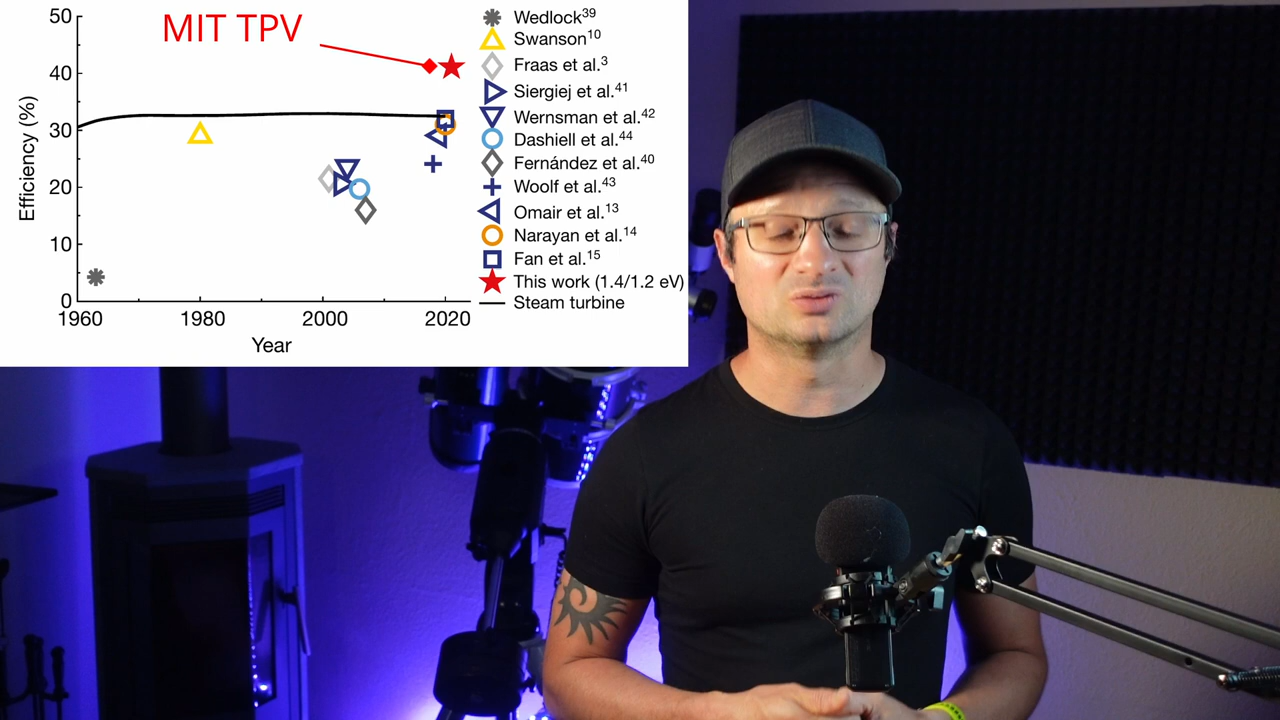 MIT TPV
50
40
30
20
10
0
Efficiency (%)
1960
1980
2000
2020
Year
Wedlock39
Swanson10
Fraas et al.3
Siergiej et al.41
Wernsman et al.42
Dashiell et al.44
Fernández et al.40
Woolf et al.43
Omair et al.13
Narayan et al.14
Fan et al.15
This work (1.4/1.2 eV)
Steam turbine